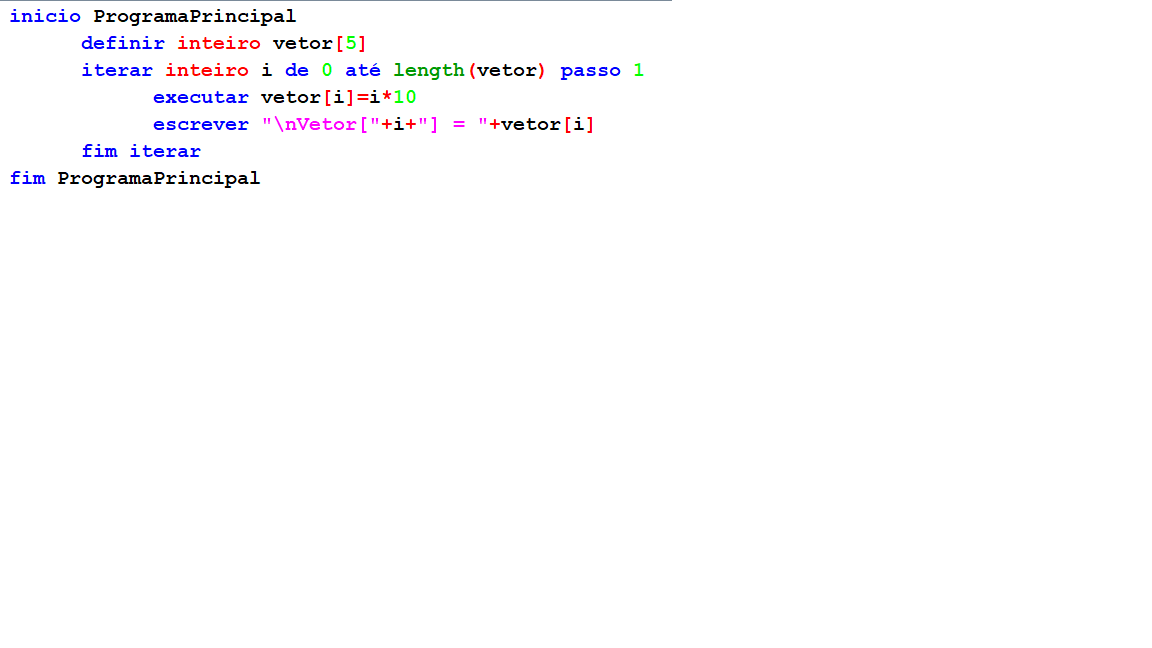 inicio ProgramaPrincipal
definir inteiro vetor[5]
iterar inteiro i de 0 até length(vetor) passo 1
executar vetor[i]=i*10
escrever "\nVetor["+i+"] = "+vetor[i]
fim iterar
fim ProgramaPrincipal